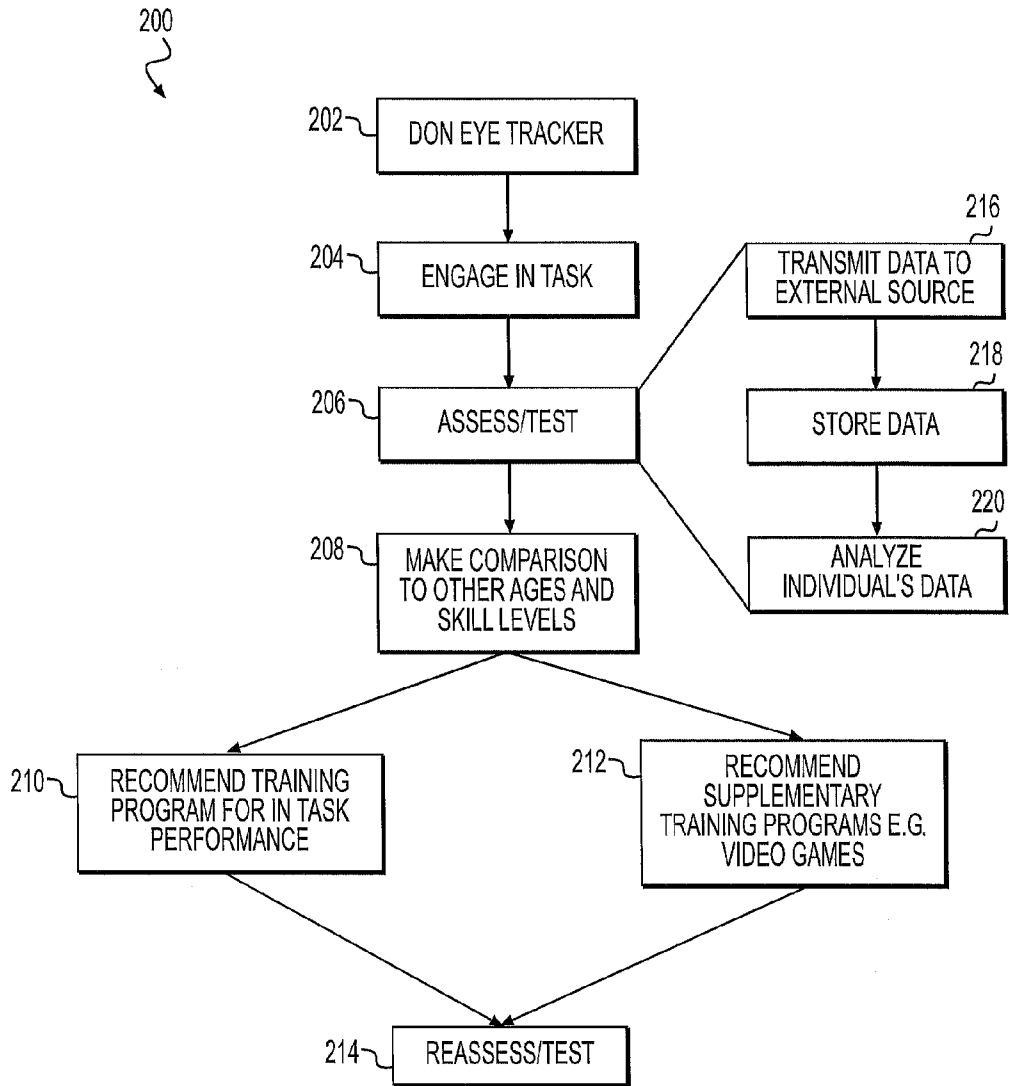 200
202
DON EYE TRACKER
204
ENGAGE IN TASK
206
ASSESS/TEST
216
TRANSMIT DATA TO
EXTERNAL SOURCE
218
STORE DATA
220
ANALYZE
INDIVIDUAL'S DATA
208
MAKE COMPARISON
TO OTHER AGES AND
SKILL LEVELS
210
RECOMMEND TRAINING
PROGRAM FOR IN TASK
PERFORMANCE
212
RECOMMEND
SUPPLEMENTARY
TRAINING PROGRAMS E.G.
VIDEO GAMES
214
REASSESS/TEST